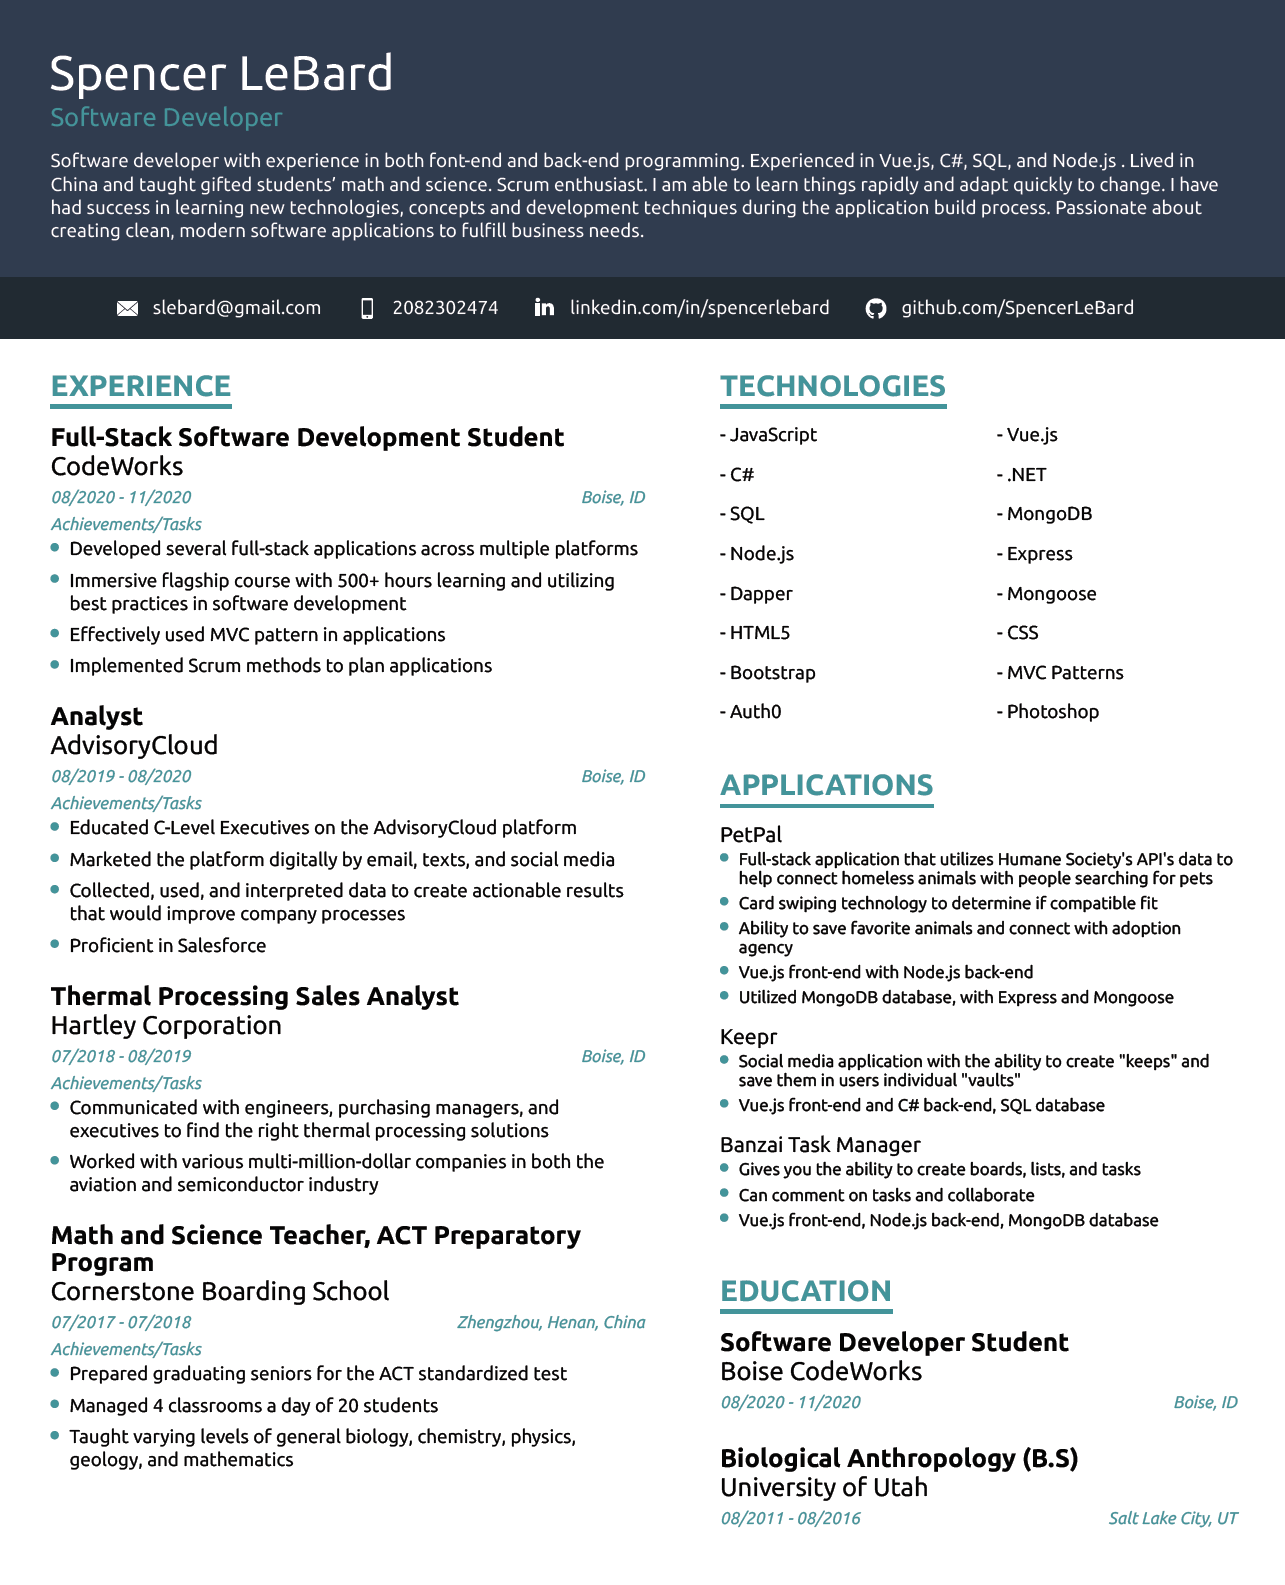 Spencer LeBard
Software Developer
Software developer with experience in both font-end and back-end programming. Experienced in Vue.js, C#, SQL, and Node.js . Lived in
China and taught gifted students’ math and science. Scrum enthusiast. I am able to learn things rapidly and adapt quickly to change. I have
had success in learning new technologies, concepts and development techniques during the application build process. Passionate about
creating clean, modern software applications to fulfill business needs.
slebard@gmail.com 2082302474 linkedin.com/in/spencerlebard github.com/SpencerLeBard
EXPERIENCE
Full-Stack Software Development Student
CodeWorks
08/2020 - 11/2020 Boise, ID
Achievements/Tasks
• Developed several full-stack applications across multiple platforms
• Immersive flagship course with 500+ hours learning and utilizing
best practices in software development
• Effectively used MVC pattern in applications
• Implemented Scrum methods to plan applications
Analyst
AdvisoryCloud
08/2019 - 08/2020 Boise, ID
Achievements/Tasks
• Educated C-Level Executives on the AdvisoryCloud platform
• Marketed the platform digitally by email, texts, and social media
• Collected, used, and interpreted data to create actionable results
that would improve company processes
• Proficient in Salesforce
Thermal Processing Sales Analyst
Hartley Corporation
07/2018 - 08/2019 Boise, ID
Achievements/Tasks
• Communicated with engineers, purchasing managers, and
executives to find the right thermal processing solutions
• Worked with various multi-million-dollar companies in both the
aviation and semiconductor industry
Math and Science Teacher, ACT Preparatory
Program
Cornerstone Boarding School
07/2017 - 07/2018 Zhengzhou, Henan, China
Achievements/Tasks
• Prepared graduating seniors for the ACT standardized test
• Managed 4 classrooms a day of 20 students
• Taught varying levels of general biology, chemistry, physics,
geology, and mathematics
TECHNOLOGIES
- JavaScript - Vue.js
- C# - .NET
- SQL - MongoDB
- Node.js - Express
- Dapper - Mongoose
- HTML5 - CSS
- Bootstrap - MVC Patterns
- Auth0 - Photoshop
APPLICATIONS
PetPal
• Full-stack application that utilizes Humane Society's API's data to
help connect homeless animals with people searching for pets
• Card swiping technology to determine if compatible fit
• Ability to save favorite animals and connect with adoption
agency
• Vue.js front-end with Node.js back-end
• Utilized MongoDB database, with Express and Mongoose
Keepr
• Social media application with the ability to create "keeps" and
save them in users individual "vaults"
• Vue.js front-end and C# back-end, SQL database
Banzai Task Manager
• Gives you the ability to create boards, lists, and tasks
• Can comment on tasks and collaborate
• Vue.js front-end, Node.js back-end, MongoDB database
EDUCATION
Software Developer Student
Boise CodeWorks
08/2020 - 11/2020 Boise, ID
Biological Anthropology (B.S)
University of Utah
08/2011 - 08/2016 Salt Lake City, UT